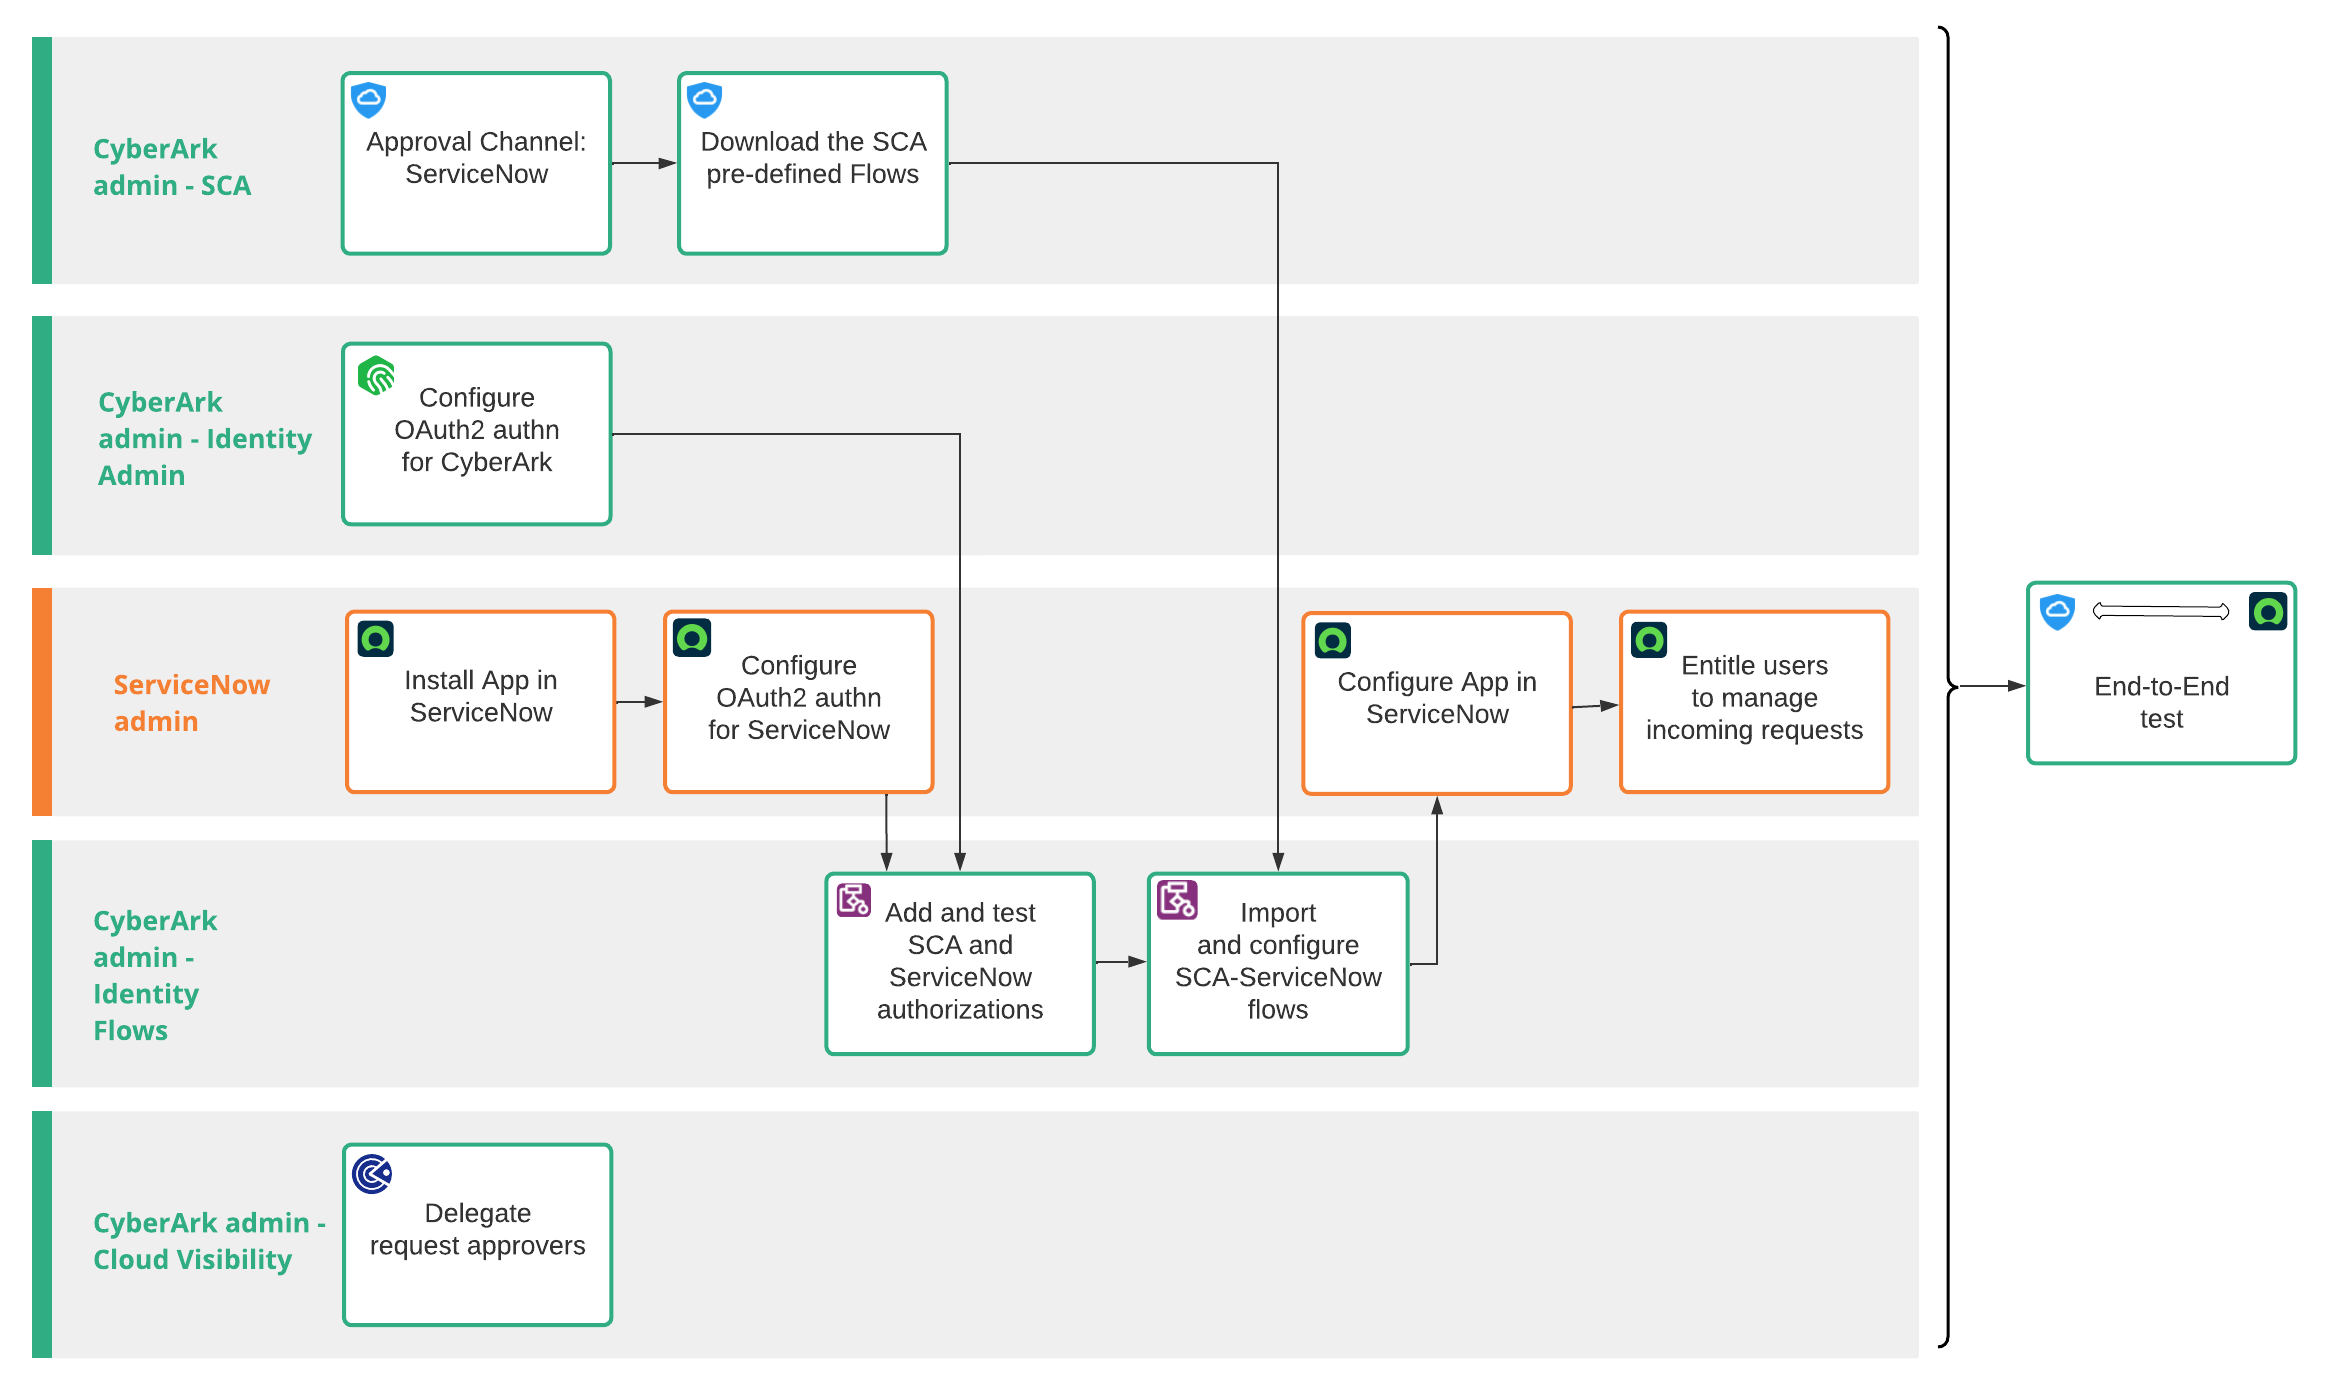 CyberArk
admin - SCA
Approval Channel:
ServiceNow
Download the SCA
pre-defined Flows
CyberArk
admin - Identity
Admin
Configure
OAuth2 authn
for CyberArk
ServiceNow
admin
Install App in
ServiceNow
Configure
OAuth2 authn
for ServiceNow
Configure App in
ServiceNow
Entitle users
to manage
incoming requests
End-to-End
test
CyberArk
admin -
Identity
Flows
Add and test
SCA and
ServiceNow
authorizations
Import
and configure
SCA-ServiceNow
flows
CyberArk admin -
Cloud Visibility
Delegate
request approvers